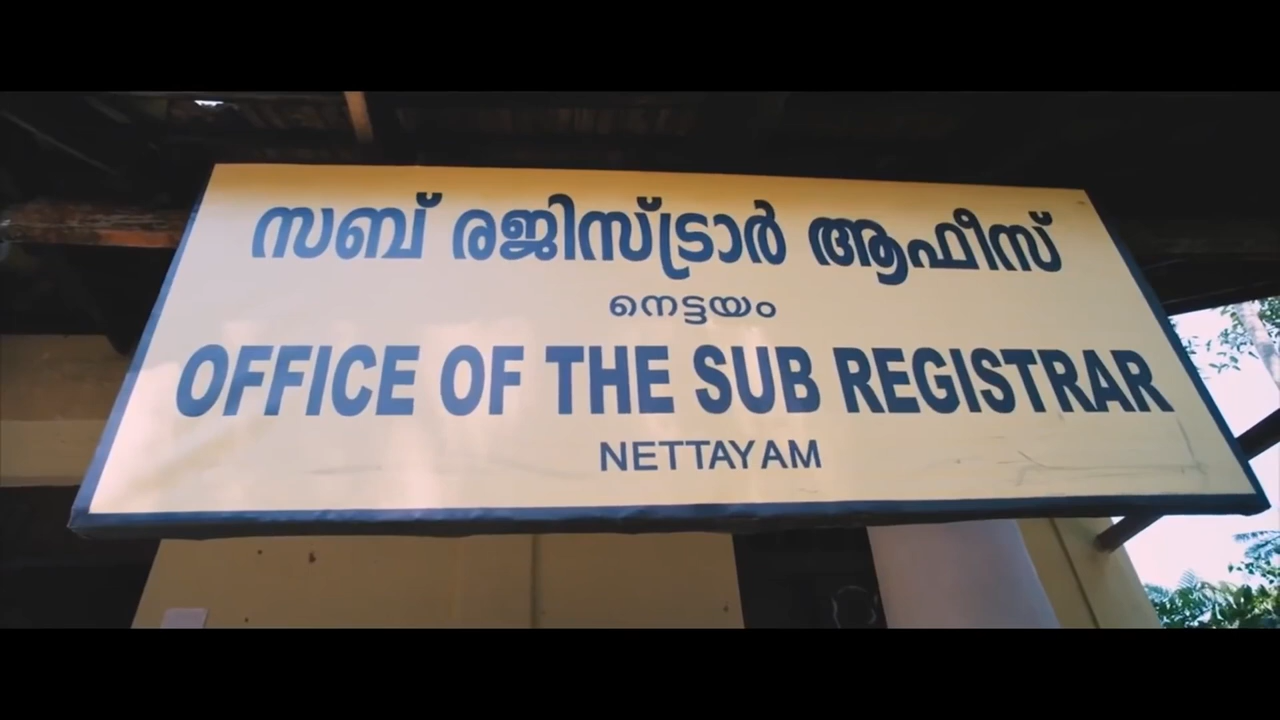 സബ് രജിസ്ട്രാർ ആഫീസ്
നെട്ടയം
OFFICE OF THE SUB REGISTRAR
NETTAYAM